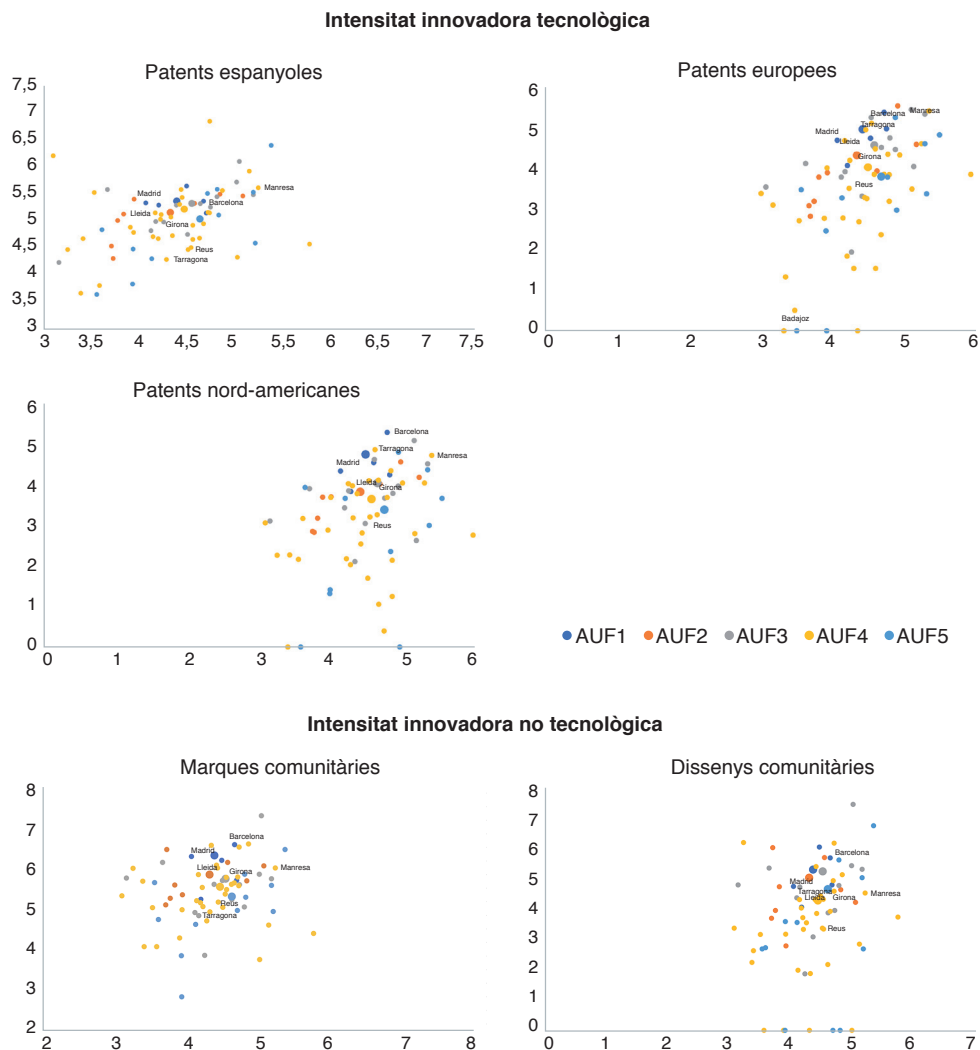 Intensitat innovadora tecnològica
Patents espanyoles
7,5
7
6,5
6
5,5
5
4,5
4
3,5
3
3 3,5 4 4,5 5 5,5 6 6,5 7 7,5
Madrid
Barcelona
Manresa
Lleida
Girona
Reus
Tarragona
Patents europees
6
5
4
3
2
1
0
0 1 2 3 4 5 6
Barcelona
Manresa
Tarragona
Madrid
Lleida
Girona
Reus
Badajoz
Patents nord-americanes
6
5
4
3
2
1
0
0 1 2 3 4 5 6
Barcelona
Tarragona
Manresa
Madrid
Lleida
Girona
Reus
AUF1 AUF2 AUF3 AUF4 AUF5
Intensitat innovadora no tecnològica
Marques comunitàries
8
7
6
5
4
3
2
2 3 4 5 6 7 8
Barcelona
Madrid
Lleida
Girona
Manresa
Reus
Tarragona
Dissenys comunitàries
8
7
6
5
4
3
2
1
0
0 1 2 3 4 5 6 7
Barcelona
Madrid
Tarragona
Manresa
Lleida
Girona
Reus